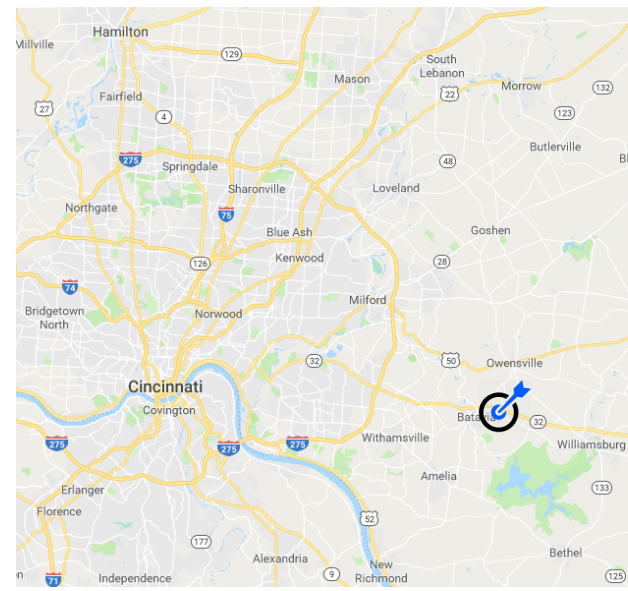 Hamilton
Millville
129
South
Lebanon
Mason
Morrow
132
Fairfield
22
27
4
123
Butlerville
275
Springdale
48
Sharonville
Loveland
Northgate
75
Blue Ash
Goshen
126
Kenwood
28
74
Milford
Bridgetown
North
Norwood
32
50
Owensville
Cincinnati
Covington
32
275
275
275
Withamsville
Williamsburg
Amelia
133
Erlanger
Florence
52
177
Bethel
Alexandria
New
Richmond
9
71
Independence
125